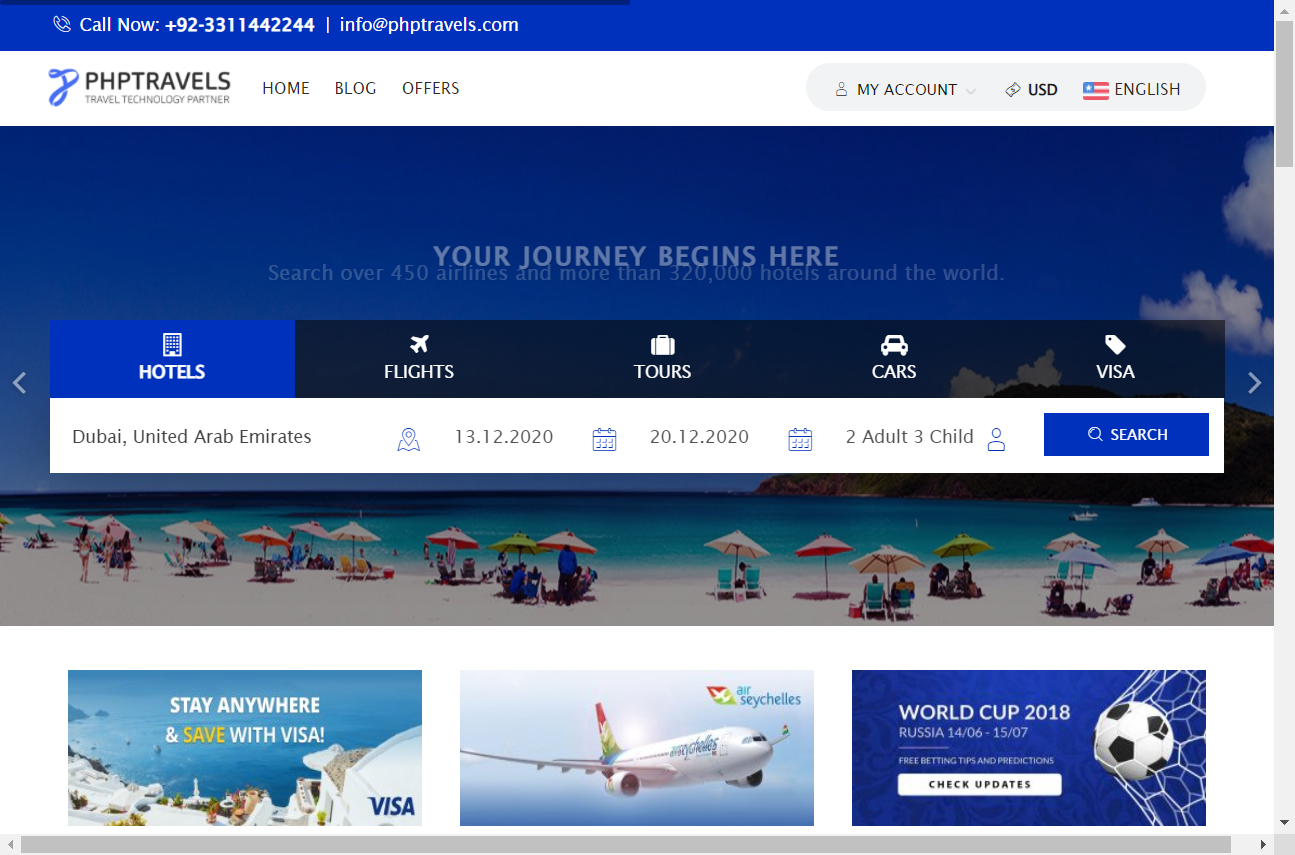 Call Now: +92-3311442244 | info@phptravels.com
PHPTRAVELS
TRAVEL TECHNOLOGY PARTNER
HOME BLOG OFFERS
MY ACCOUNT USD ENGLISH
YOUR JOURNEY BEGINS HERE
Search over 450 airlines and more than 320,000 hotels around the world.
HOTELS FLIGHTS TOURS CARS VISA
Dubai, United Arab Emirates 13.12.2020 20.12.2020 2 Adult 3 Child SEARCH
STAY ANYWHERE
& SAVE WITH VISA!
VISA
air
seychelles
airseychelles
WORLD CUP 2018
RUSSIA 14/06 - 15/07
FREE BETTING TIPS AND PREDICTIONS
CHECK UPDATES